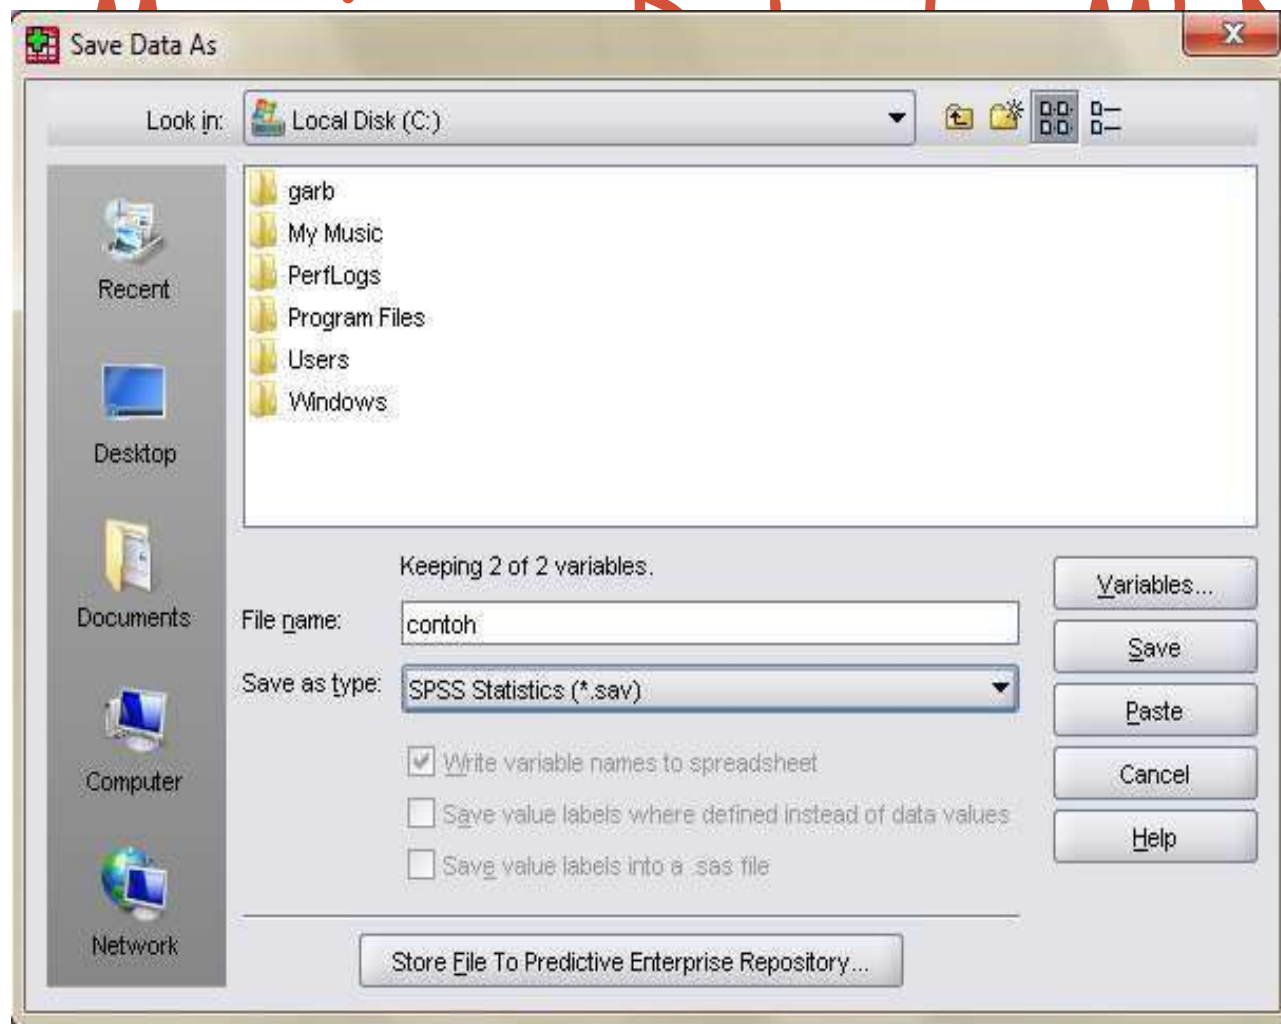 Save Data As
Look in:
Local Disk (C:)
garb
My Music
PerfLogs
Program Files
Users
Windows
Recent
Desktop
Documents
Computer
Network
Keeping 2 of 2 variables.
File name:
contoh
Save as type:
SPSS Statistics (*.sav)
Write variable names to spreadsheet
Save value labels where defined instead of data values
Save value labels into a .sas file
Variables...
Save
Paste
Cancel
Help
Store File To Predictive Enterprise Repository...